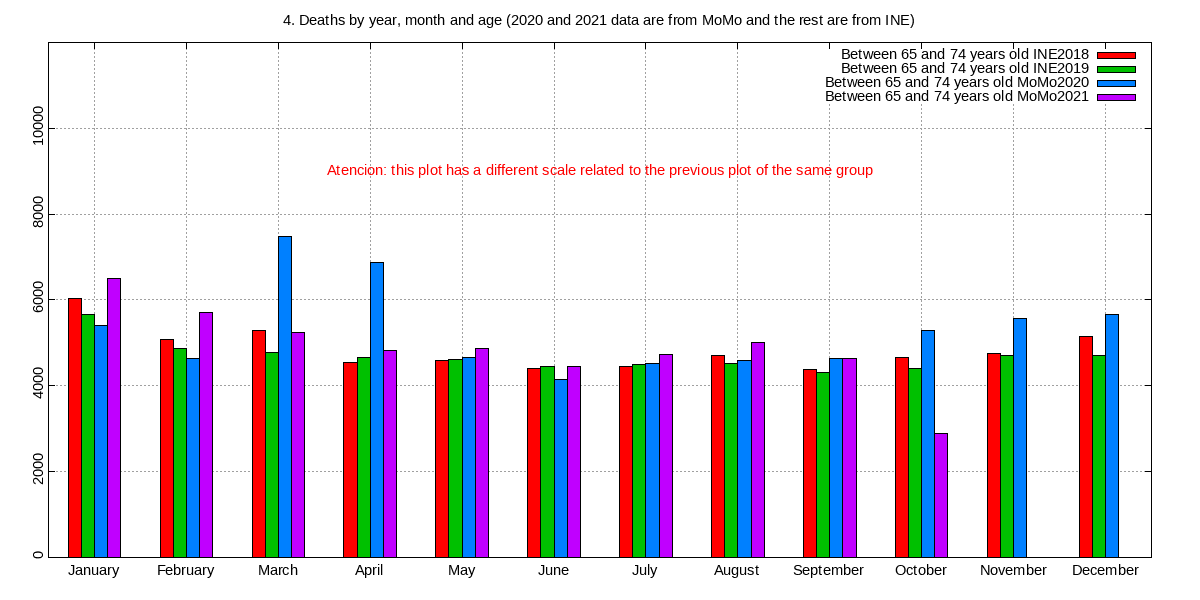 4. Deaths by year, month and age (2020 and 2021 data are from MoMo and the rest are from INE)
Between 65 and 74 years old INE2018
Between 65 and 74 years old INE2019
Between 65 and 74 years old MoMo2020
Between 65 and 74 years old MoMo2021
10000
Atencion: this plot has a different scale related to the previous plot of the same group
8000
6000
4000
2000
0
January February March April May June July August September October November December